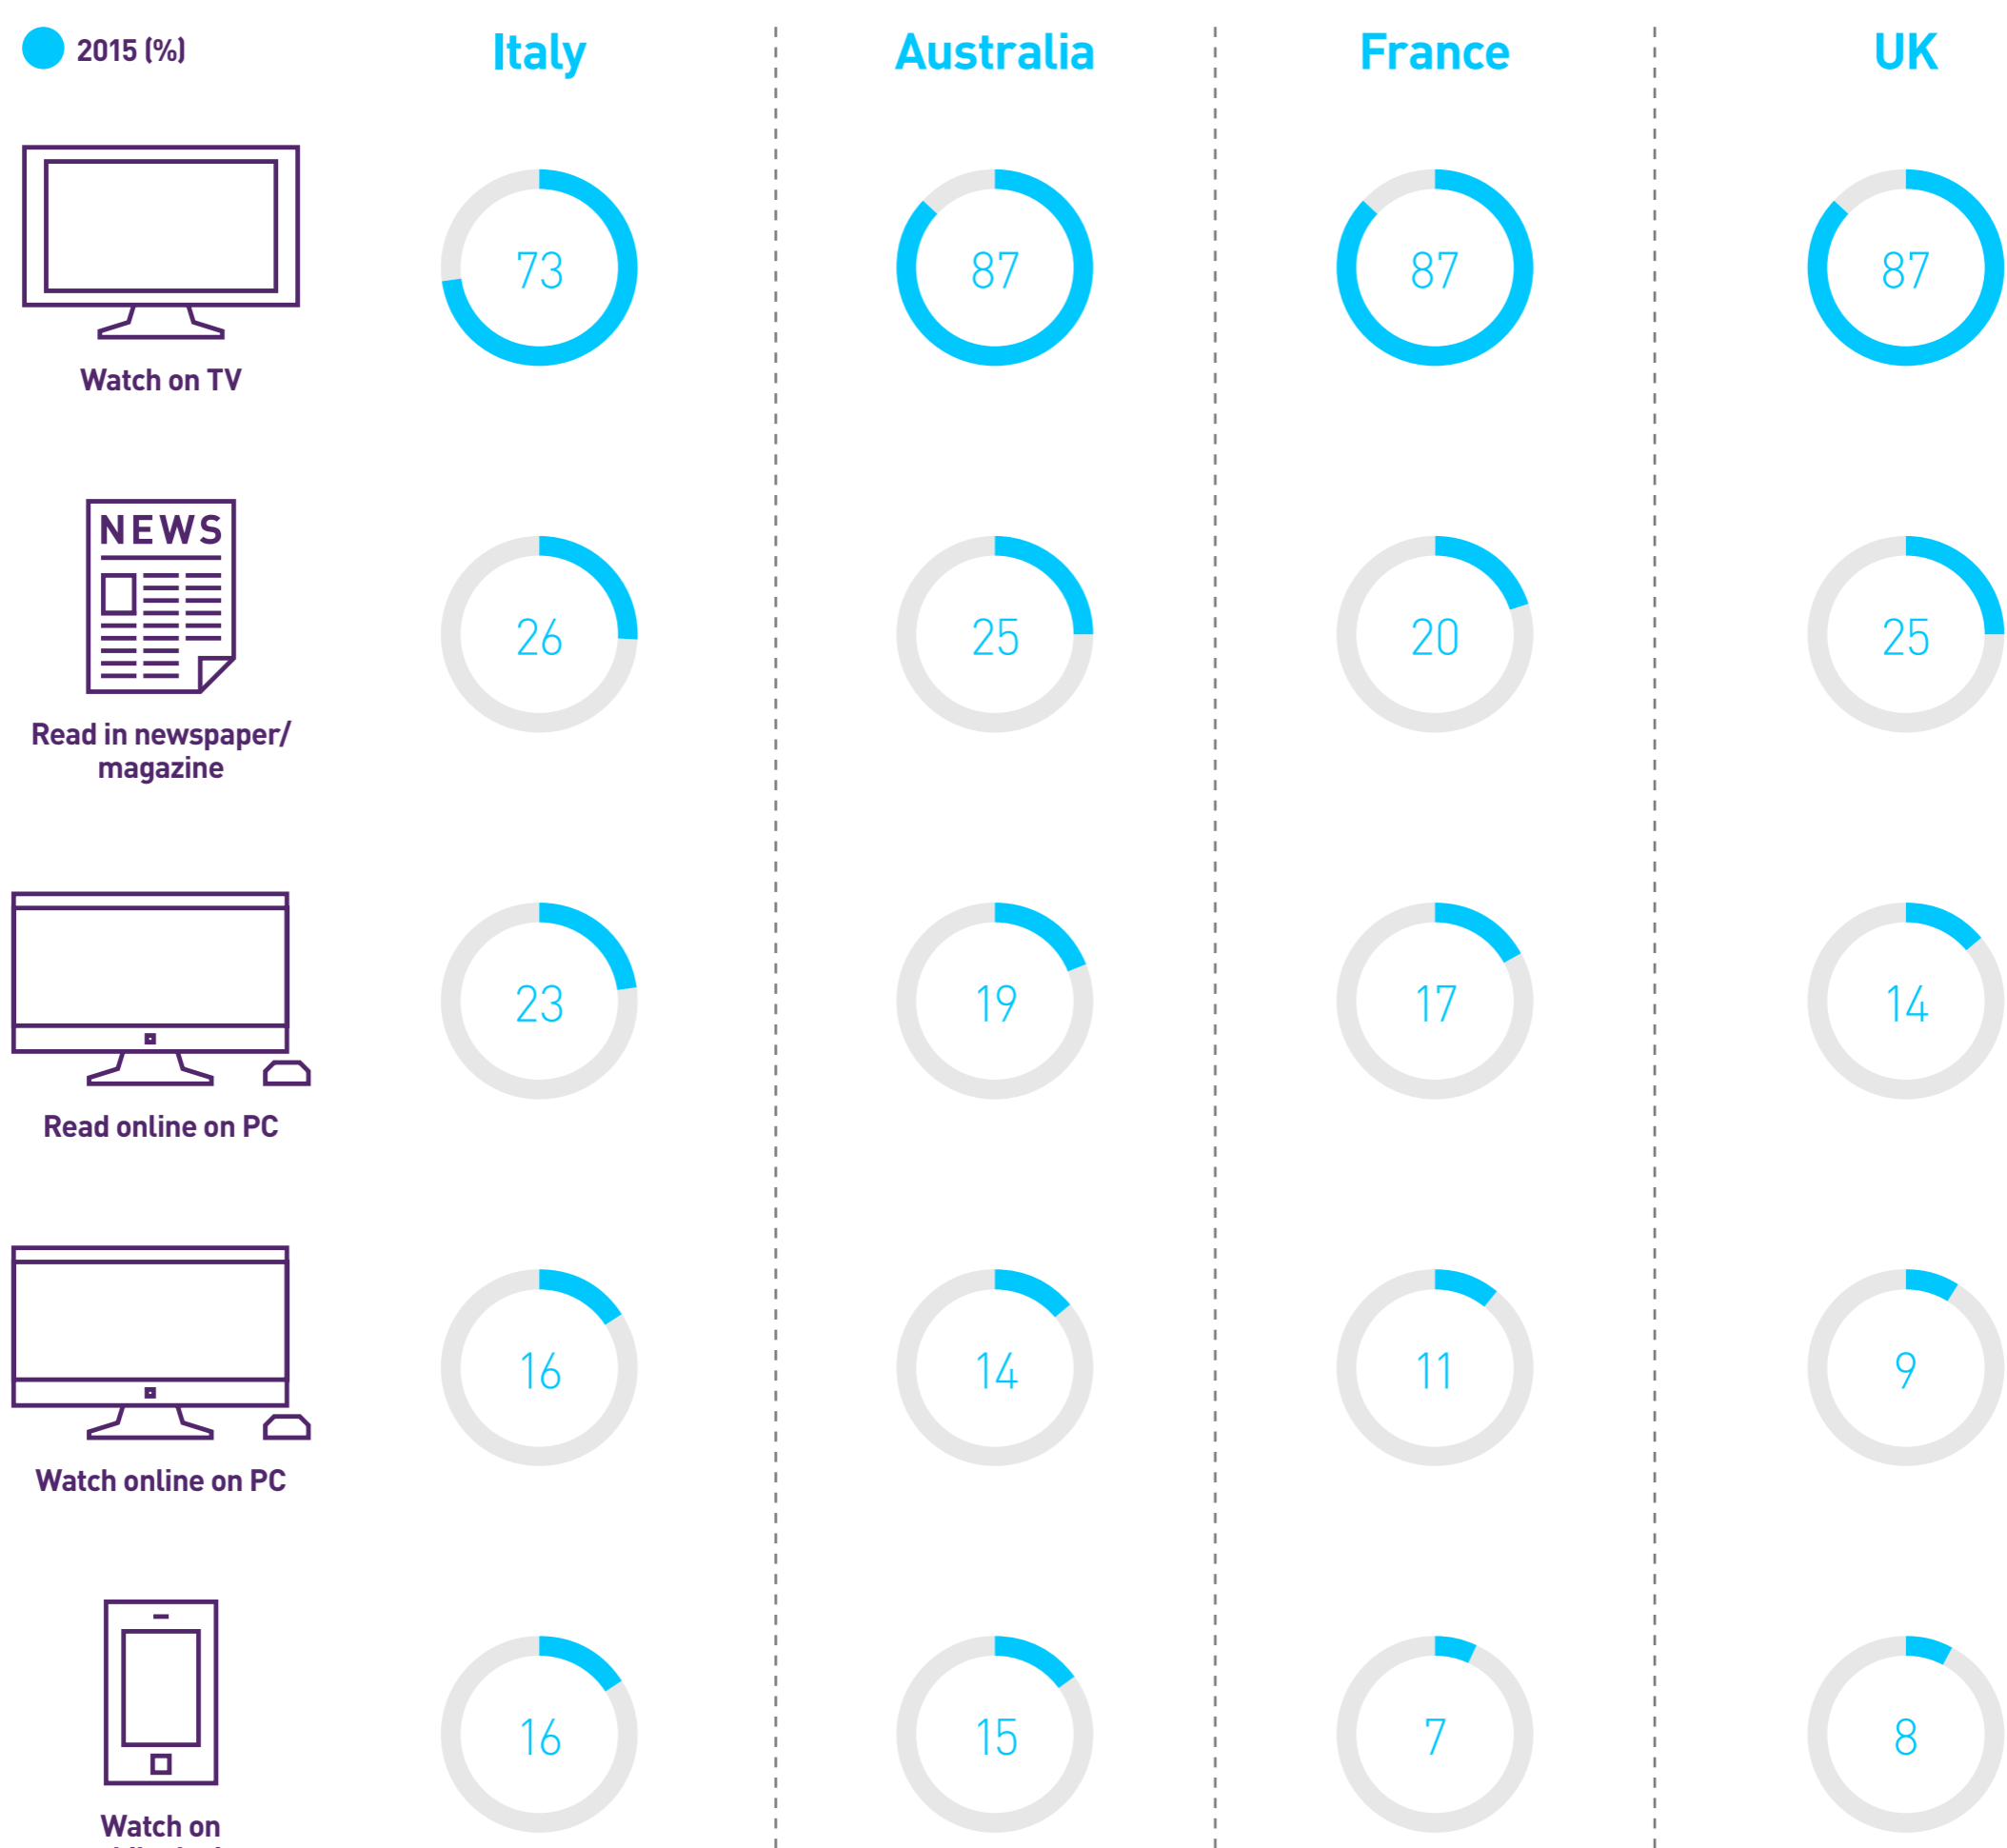 2015 (%)
Italy
Australia
France
UK
73
87
87
87
Watch on TV
NEWS
26
25
20
25
Read in newspaper/
magazine
23
19
17
14
Read online on PC
16
14
11
9
Watch online on PC
16
15
7
8
Watch on